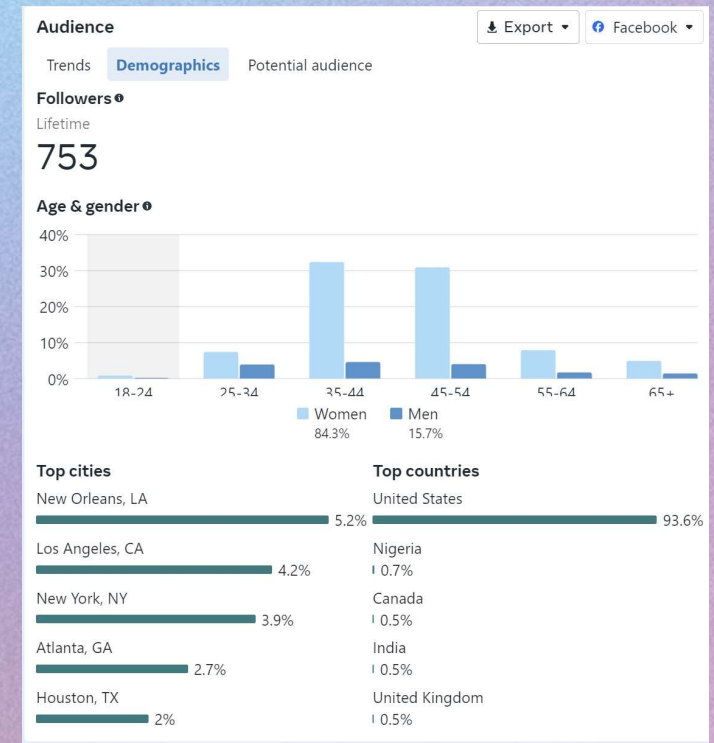 Audience
Export
Facebook
Trends Demographics Potential audience
Followers
Lifetime
753
Age & gender
40%
30%
20%
10%
0%
18-24 25-34 35-44 45-54 55-64 65+
Women Men
84.3% 15.7%
Top cities
New Orleans, LA
5.2%
Los Angeles, CA
4.2%
New York, NY
3.9%
Atlanta, GA
2.7%
Houston, TX
2%
Top countries
United States
93.6%
Nigeria
0.7%
Canada
0.5%
India
0.5%
United Kingdom
0.5%